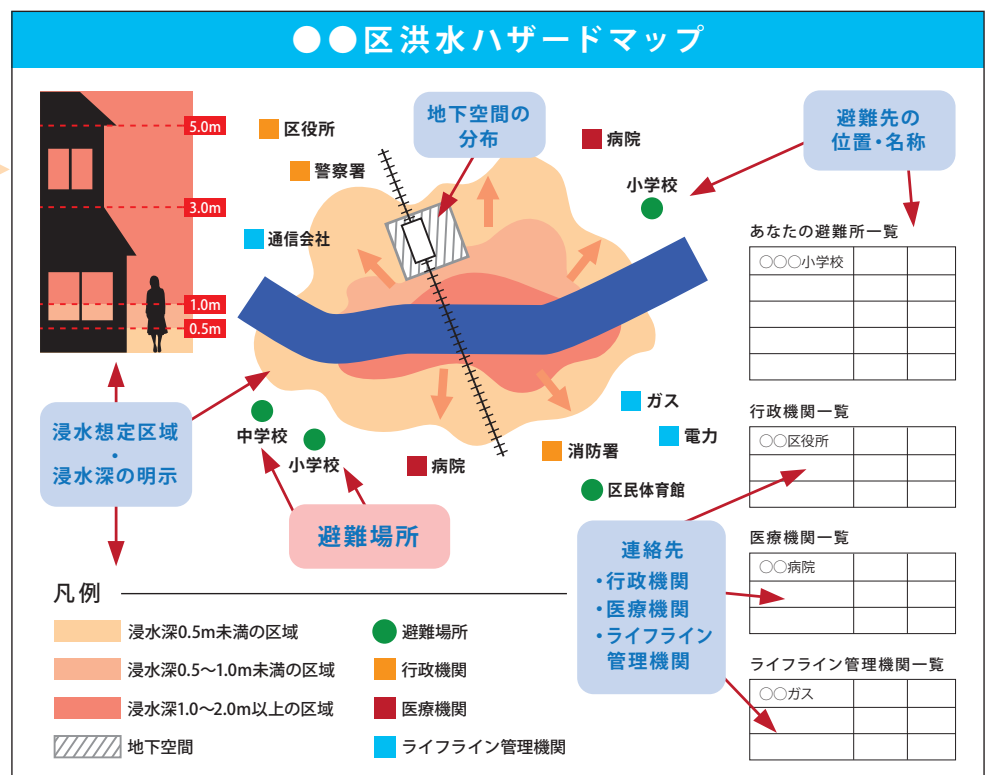 ●●区洪水ハザードマップ
5.0m
3.0m
1.0m
0.5m
区役所
警察署
通信会社
地下空間の
分布
病院
小学校
避難先の
位置・名称
あなたの避難所一覧
○○○小学校
浸水想定区域
・
浸水深の明示
中学校
小学校
病院
消防署
ガス
電力
区民体育館
避難場所
行政機関一覧
○○区役所
連絡先
・行政機関
・医療機関
・ライフライン
管理機関
医療機関一覧
○○病院
ライフライン管理機関一覧
○○ガス
凡例
浸水深0.5m未満の区域
浸水深0.5〜1.0m未満の区域
浸水深1.0〜2.0m以上の区域
地下空間
避難場所
行政機関
医療機関
ライフライン管理機関